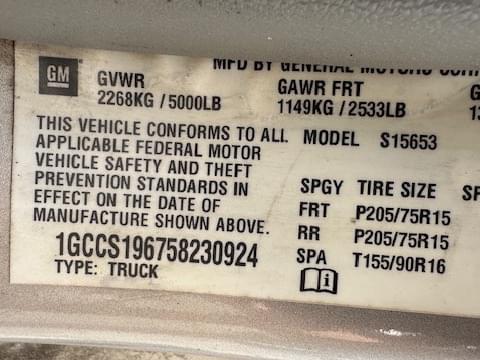 MFD BY GENERAL MOTORS
GM
GVWR GAWR FRT
2268KG / 5000LB 1149KG / 2533LB
THIS VEHICLE CONFORMS TO ALL
APPLICABLE FEDERAL MOTOR
VEHICLE SAFETY AND THEFT
PREVENTION STANDARDS IN
EFFECT ON THE DATE OF
MANUFACTURE SHOWN ABOVE.
1GCCS196758230924
TYPE: TRUCK
MODEL S15653
SPGY TIRE SIZE
FRT P205/75R15
RR P205/75R15
SPA T155/90R16